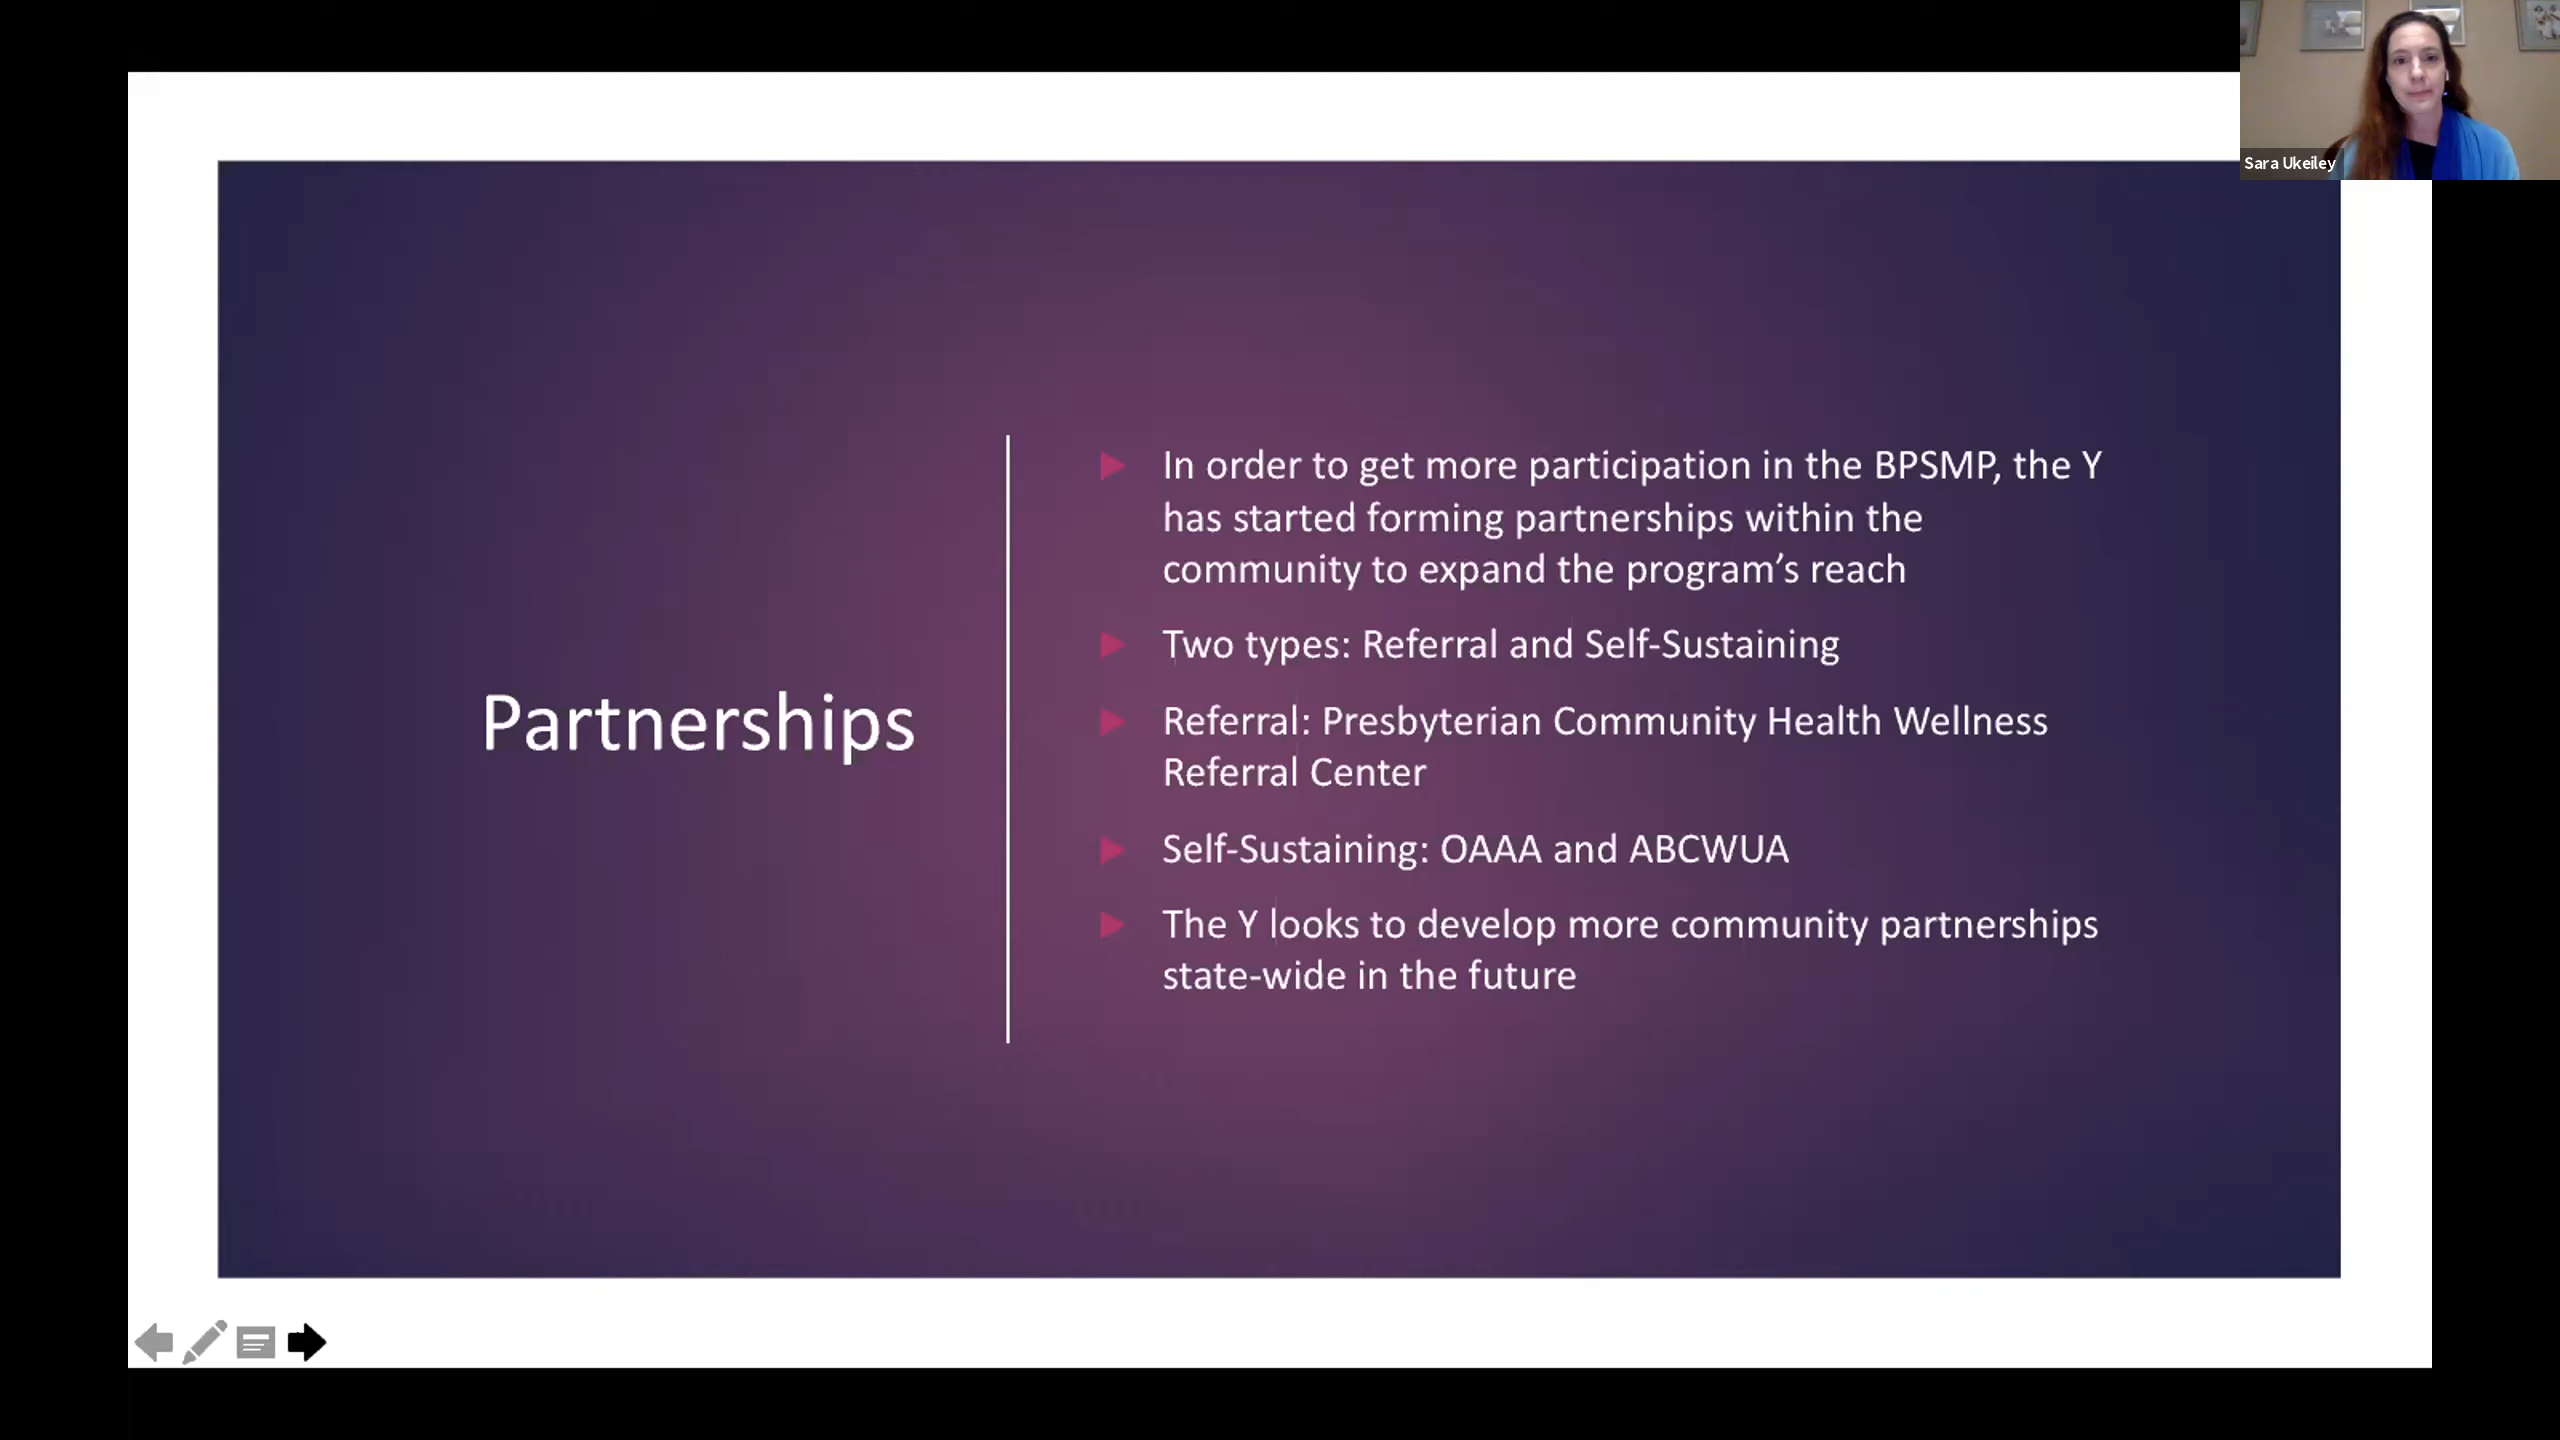 Sara Ukeiley
Partnerships
In order to get more participation in the BPSMP, the Y
has started forming partnerships within the
community to expand the program’s reach
Two types: Referral and Self-Sustaining
Referral: Presbyterian Community Health Wellness
Referral Center
Self-Sustaining: OAAA and ABCWUA
The Y looks to develop more community partnerships
state-wide in the future